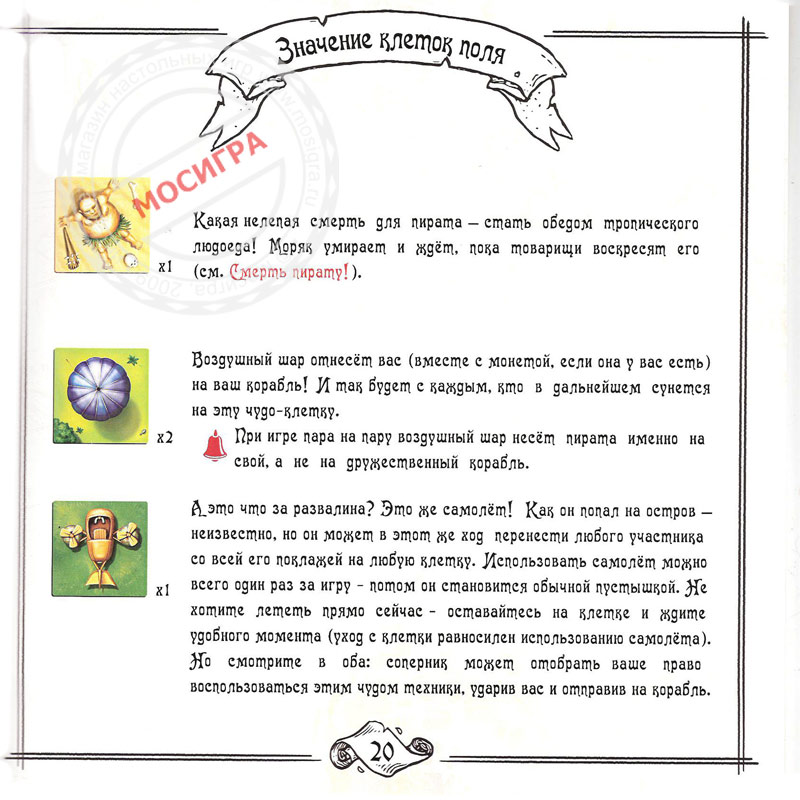 Значение клеток поля
магазин настольных игр www.mosigra.ru
МОСИГРА
Какая нелепая смерть для пирата – стать обедом тропического
людоеда! Моряк умирает и ждёт, пока товарищи воскресят его
(см. Смерть пирату!).
x1
Воздушный шар отнесёт вас (вместе с монетой, если она у вас есть)
на ваш корабль! И так будет с каждым, кто в дальнейшем сунется
на эту чудо-клетку.
x2
При игре пара на пару воздушный шар несёт пирата именно на
свой, а не на дружественный корабль.
А это что за развалина? Это же самолёт! Как он попал на остров –
неизвестно, но он может в этот же ход перенести любого участника
со всей его поклажей на любую клетку. Использовать самолёт можно
x1
всего один раз за игру - потом он становится обычной пустышкой. Не
хотите лететь прямо сейчас - оставайтесь на клетке и ждите
удобного момента (уход с клетки равносилен использованию самолёта).
Но смотрите в оба: соперник может отобрать ваше право
воспользоваться этим чудом техники, ударив вас и отправив на корабль.
20